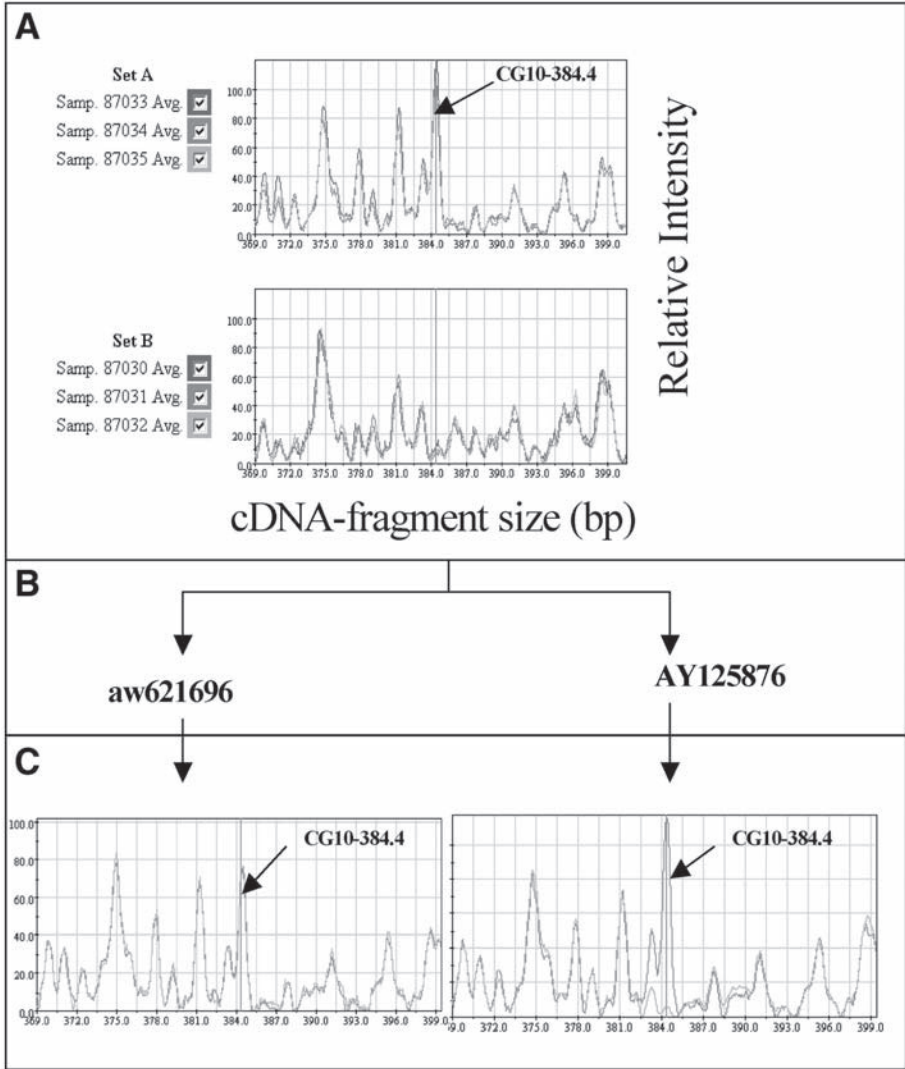 A
Set A
Samp. 87033 Avg.
Samp. 87034 Avg.
Samp. 87035 Avg.
100.0
80.0
60.0
40.0
20.0
0.0
CG10-384.4
369.0 372.0 375.0 378.0 381.0 384.0 387.0 390.0 393.0 396.0 399.0
Relative Intensity
Set B
Samp. 87030 Avg.
Samp. 87031 Avg.
Samp. 87032 Avg.
100.0
80.0
60.0
40.0
20.0
0.0
369.0 372.0 375.0 378.0 381.0 384.0 387.0 390.0 393.0 396.0 399.0
cDNA-fragment size (bp)
B
aw621696
AY125876
C
100.0
80.0
60.0
40.0
20.0
0.0
CG10-384.4
369.0 372.0 375.0 378.0 381.0 384.0 387.0 390.0 393.0 396.0 399.0
CG10-384.4
9.0 372.0 375.0 378.0 381.0 384.0 387.0 390.0 393.0 396.0 399.0